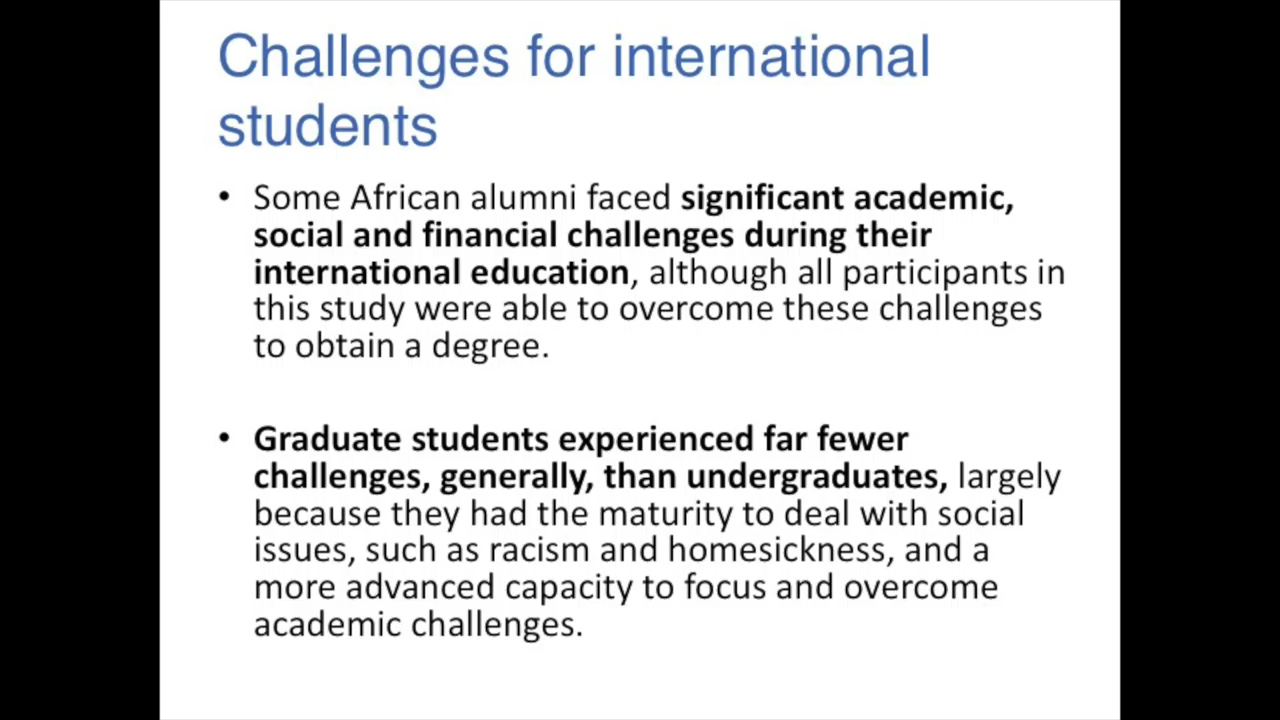 Challenges for international
students
• Some African alumni faced significant academic,
social and financial challenges during their
international education, although all participants in
this study were able to overcome these challenges
to obtain a degree.
• Graduate students experienced far fewer
challenges, generally, than undergraduates, largely
because they had the maturity to deal with social
issues, such as racism and homesickness, and a
more advanced capacity to focus and overcome
academic challenges.